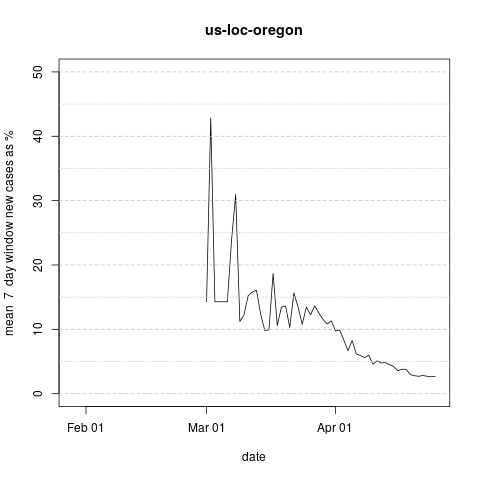 us-loc-oregon
mean 7 day window new cases as %
50
40
30
20
10
0
Feb 01
Mar 01
Apr 01
date